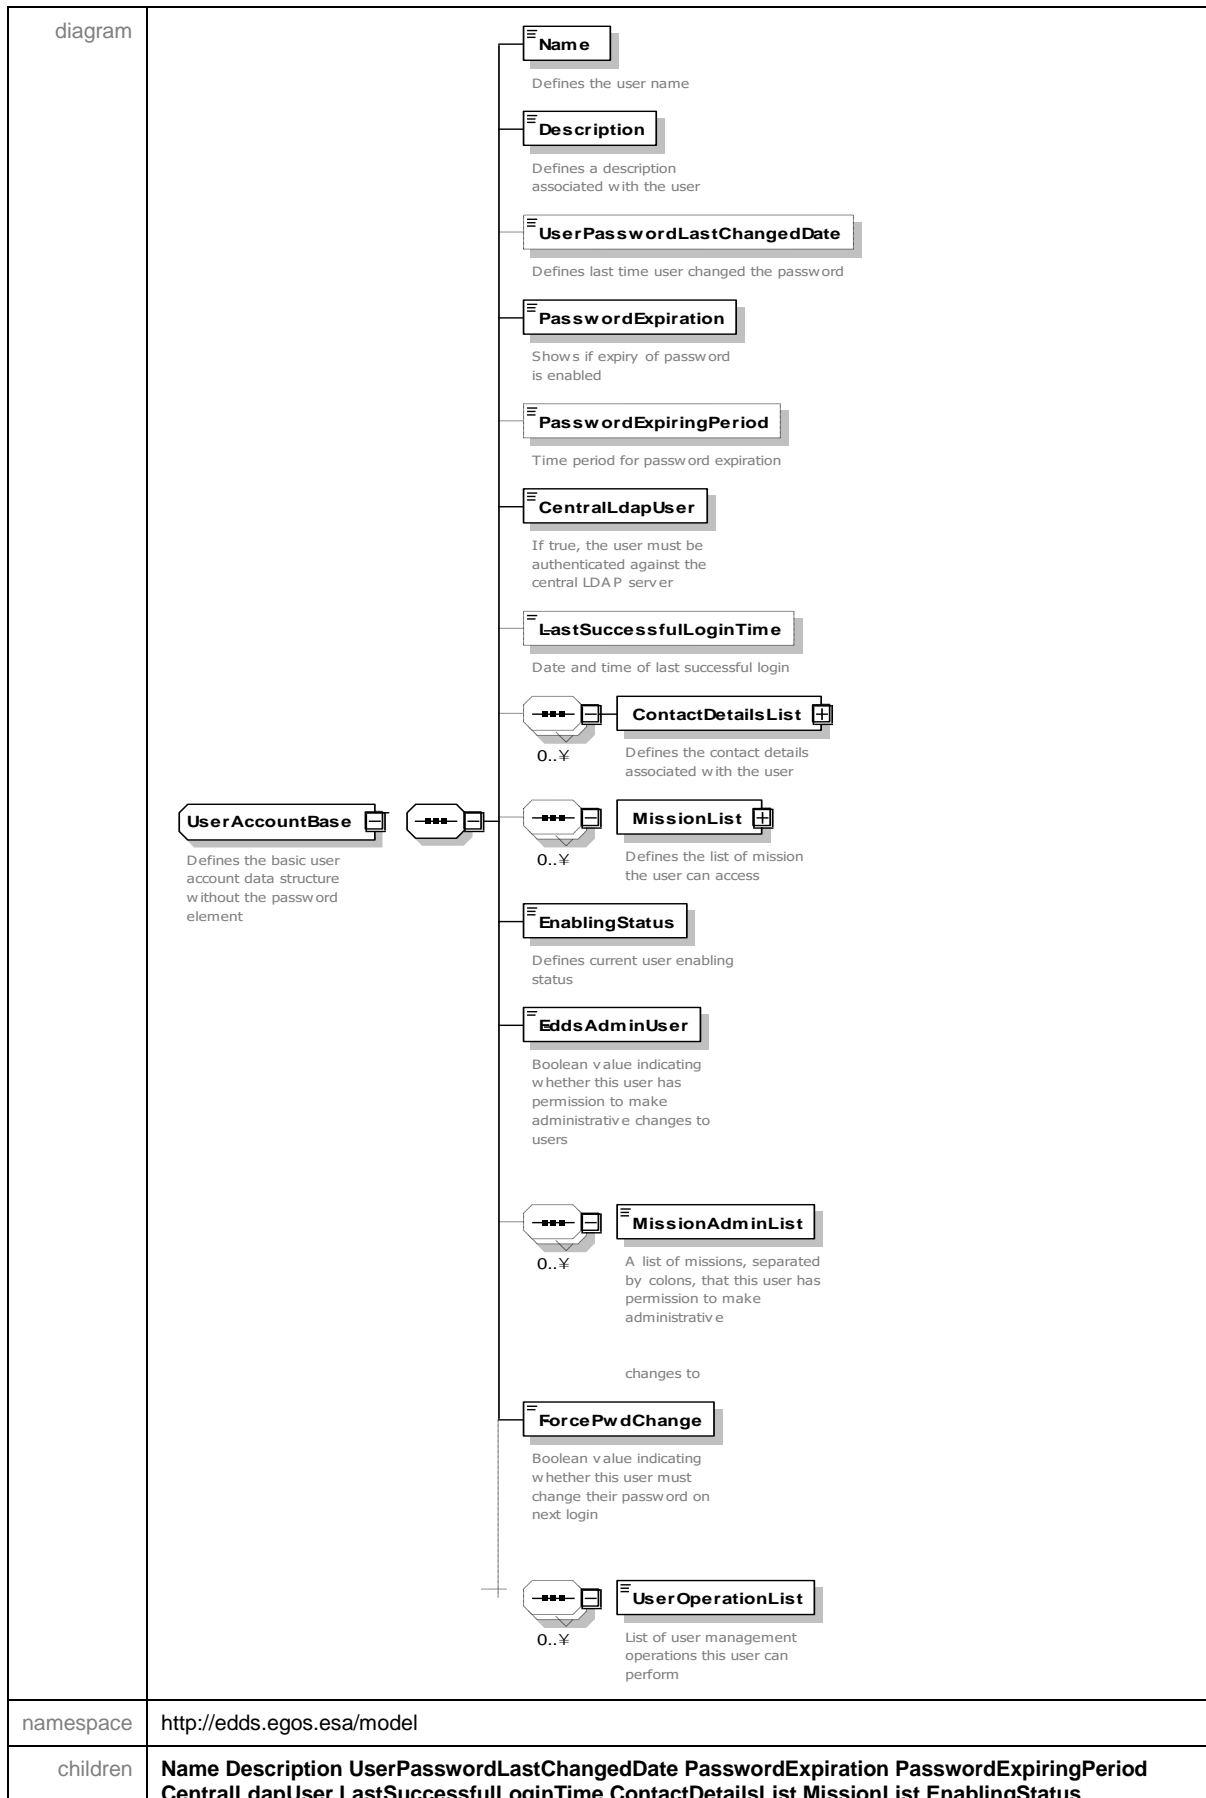 diagram
Name
Defines the user name
Description
Defines a description
associated with the user
UserPasswordLastChangedDate
Defines last time user changed the password
PasswordExpiration
Shows if expiry of password
is enabled
PasswordExpiringPeriod
Time period for password expiration
CentralLdapUser
If true, the user must be
authenticated against the
central LDAP server
LastSuccessfulLoginTime
Date and time of last successful login
ContactDetailsList
0..¥
Defines the contact details
associated with the user
UserAccountBase
Defines the basic user
account data structure
without the password
element
MissionList
0..¥
Defines the list of mission
the user can access
EnablingStatus
Defines current user enabling
status
EddsAdminUser
Boolean value indicating
whether this user has
permission to make
administrative changes to
users
MissionAdminList
0..¥
A list of missions, separated
by colons, that this user has
permission to make
administrative
changes to
ForcePwdChange
Boolean value indicating
whether this user must
change their password on
next login
UserOperationList
0..¥
List of user management
operations this user can
perform
namespace
http://edds.egos.esa/model
children
Name Description UserPasswordLastChangedDate PasswordExpiration PasswordExpiringPeriod
CentralLdapUser LastSuccessfulLoginTime ContactDetailsList MissionList EnablingStatus